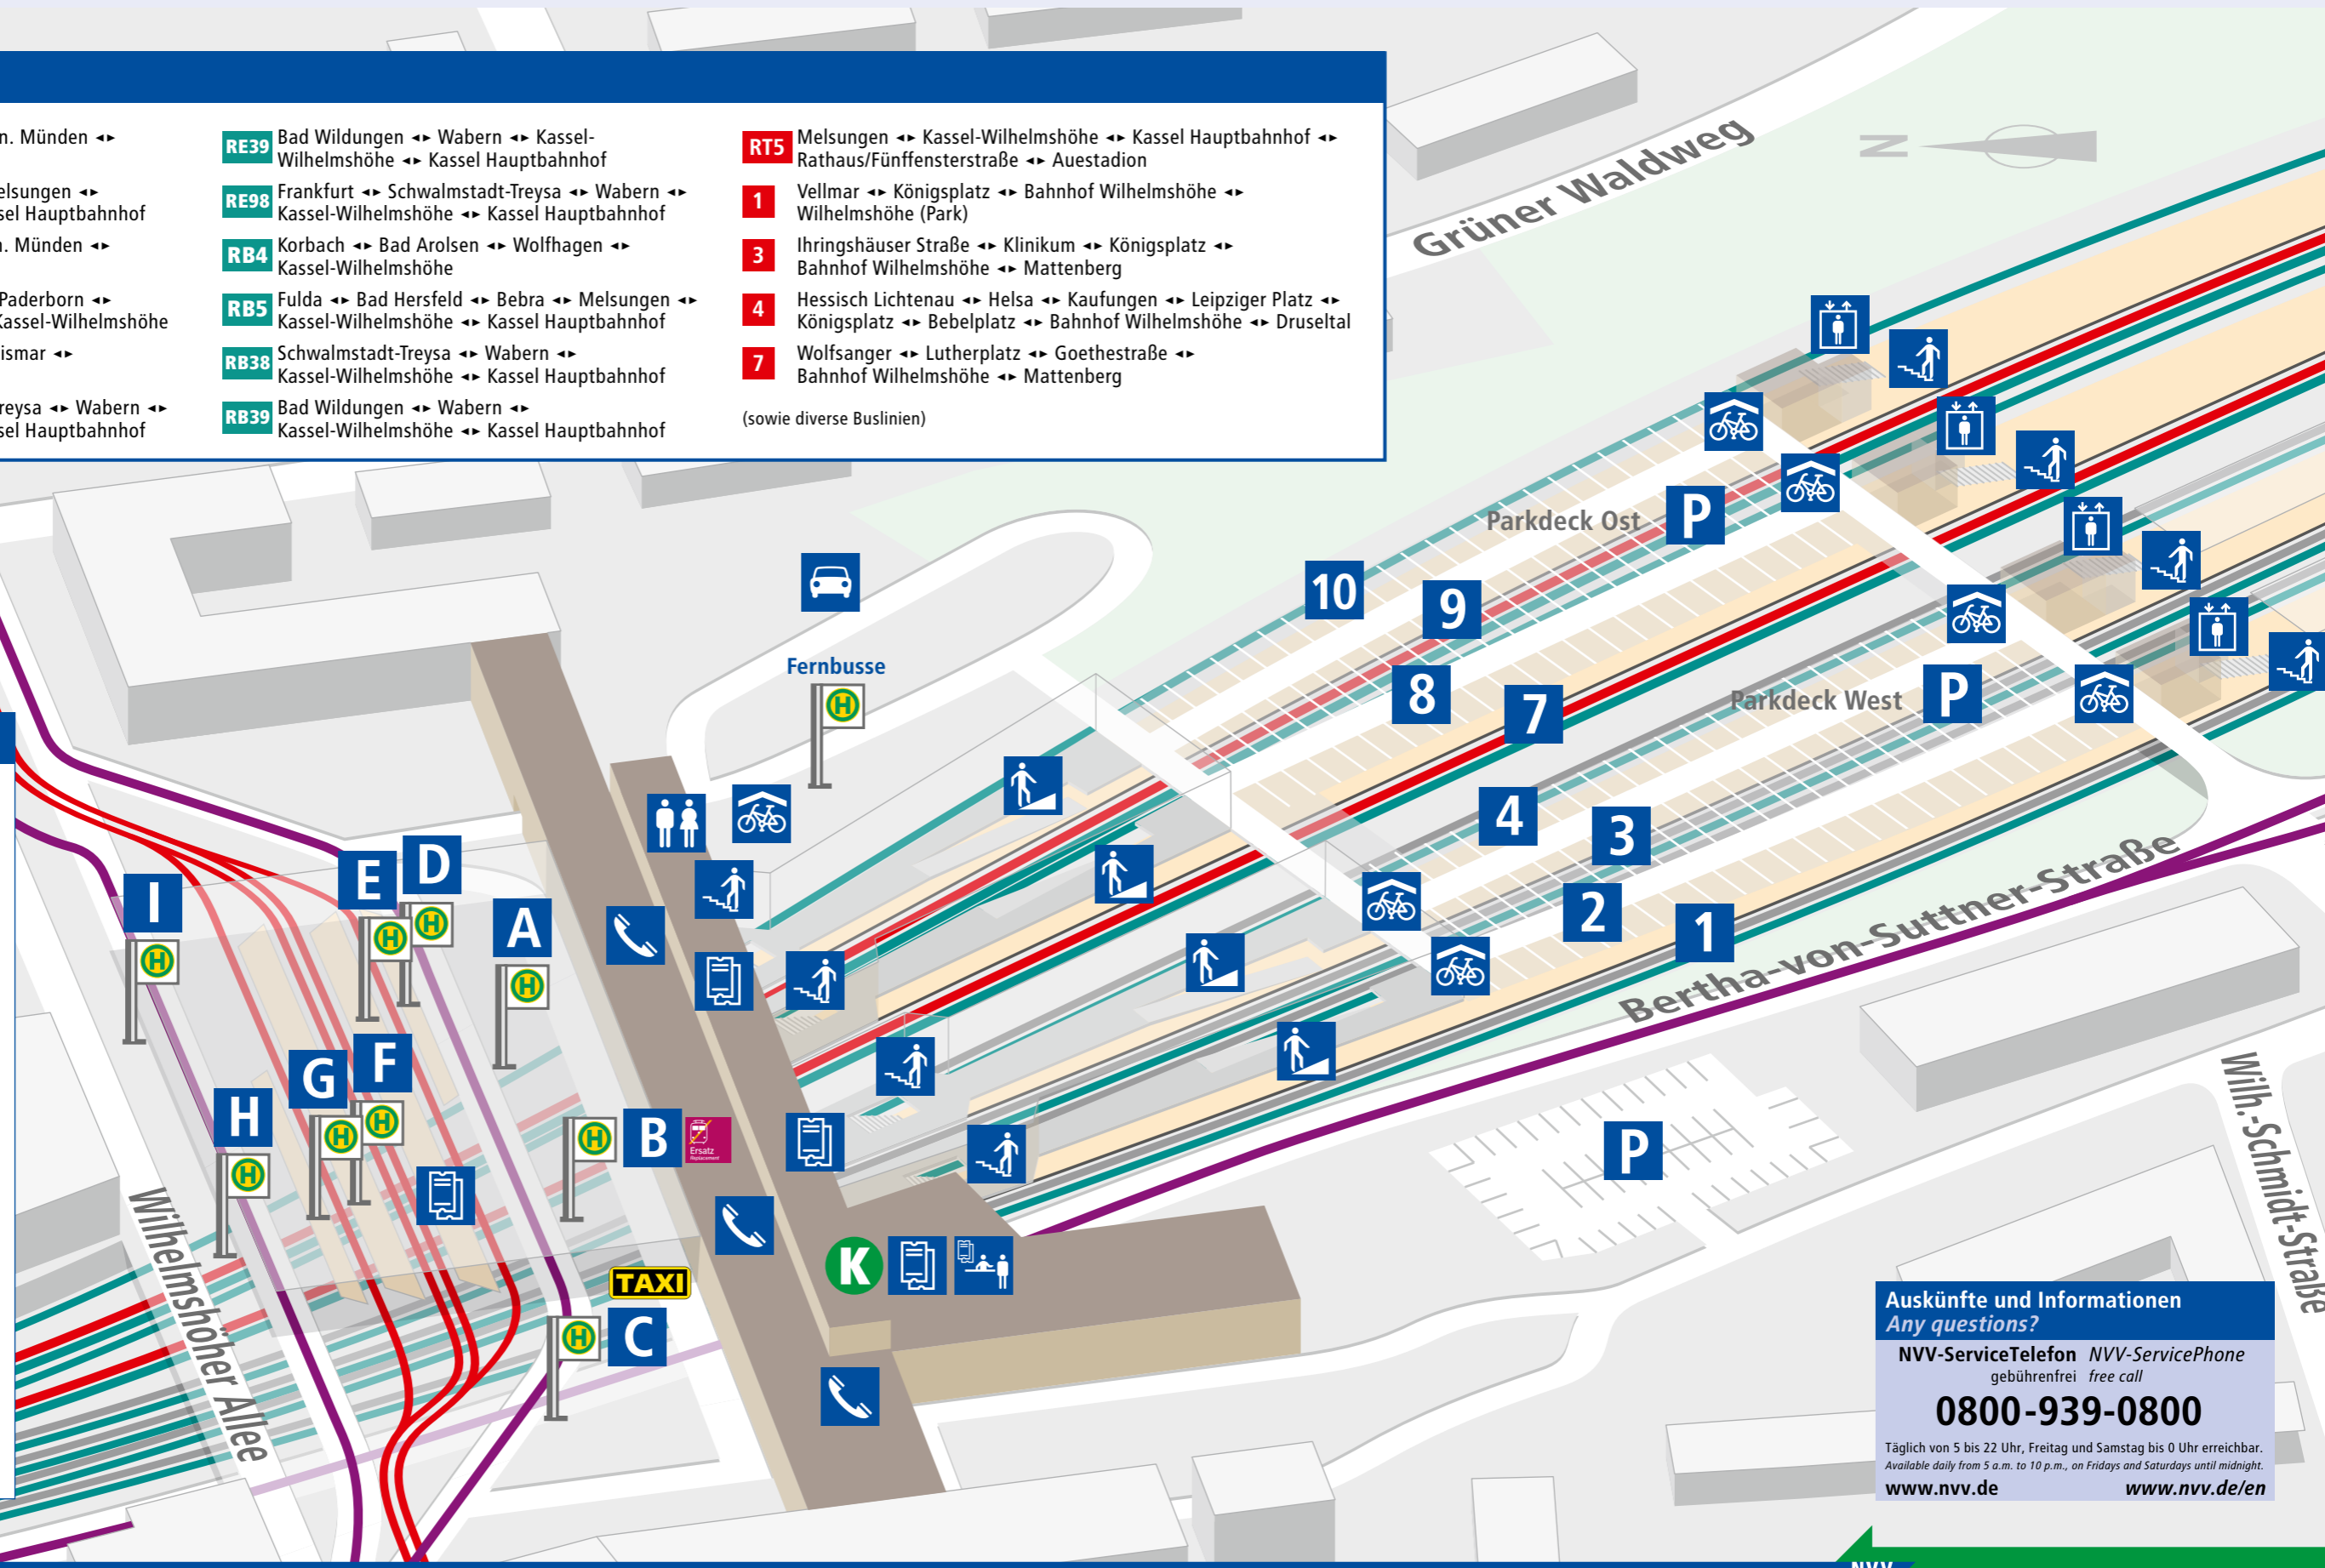 n. Münden ◂▸
elsungen ◂▸
sel Hauptbahnhof
n. Münden ◂▸
Paderborn ◂▸
Kassel-Wilhelmshöhe
ismar ◂▸
reysa ◂▸ Wabern ◂▸
sel Hauptbahnhof
RE39 Bad Wildungen ◂▸ Wabern ◂▸ Kassel-
Wilhelmshöhe ◂▸ Kassel Hauptbahnhof
RE98 Frankfurt ◂▸ Schwalmstadt-Treysa ◂▸ Wabern ◂▸
Kassel-Wilhelmshöhe ◂▸ Kassel Hauptbahnhof
RB4 Korbach ◂▸ Bad Arolsen ◂▸ Wolfhagen ◂▸
Kassel-Wilhelmshöhe
RB5 Fulda ◂▸ Bad Hersfeld ◂▸ Bebra ◂▸ Melsungen ◂▸
Kassel-Wilhelmshöhe ◂▸ Kassel Hauptbahnhof
RB38 Schwalmstadt-Treysa ◂▸ Wabern ◂▸
Kassel-Wilhelmshöhe ◂▸ Kassel Hauptbahnhof
RB39 Bad Wildungen ◂▸ Wabern ◂▸
Kassel-Wilhelmshöhe ◂▸ Kassel Hauptbahnhof
RT5 Melsungen ◂▸ Kassel-Wilhelmshöhe ◂▸ Kassel Hauptbahnhof ◂▸
Rathaus/Fünffensterstraße ◂▸ Auestadion
1 Vellmar ◂▸ Königsplatz ◂▸ Bahnhof Wilhelmshöhe ◂▸
Wilhelmshöhe (Park)
3 Ihringshäuser Straße ◂▸ Klinikum ◂▸ Königsplatz ◂▸
Bahnhof Wilhelmshöhe ◂▸ Mattenberg
4 Hessisch Lichtenau ◂▸ Helsa ◂▸ Kaufungen ◂▸ Leipziger Platz ◂▸
Königsplatz ◂▸ Bebelplatz ◂▸ Bahnhof Wilhelmshöhe ◂▸ Druseltal
7 Wolfsanger ◂▸ Lutherplatz ◂▸ Goethestraße ◂▸
Bahnhof Wilhelmshöhe ◂▸ Mattenberg
(sowie diverse Buslinien)
Grüner Waldweg
N
Parkdeck Ost
P
10
9
8
7
Parkdeck West
P
4
3
2
1
Fernbusse
H
Bertha-von-Suttner-Straße
P
Wilh.-Schmidt-Straße
I
H
E
H
D
H
A
H
G
H
F
H
H
H
H
B
Ersatz
Replacement
Wilhelmshöher Allee
TAXI
H
C
K
Auskünfte und Informationen
Any questions?
NVV-ServiceTelefon NVV-ServicePhone
gebührenfrei free call
0800-939-0800
Täglich von 5 bis 22 Uhr, Freitag und Samstag bis 0 Uhr erreichbar.
Available daily from 5 a.m. to 10 p.m., on Fridays and Saturdays until midnight.
www.nvv.de www.nvv.de/en
NVV